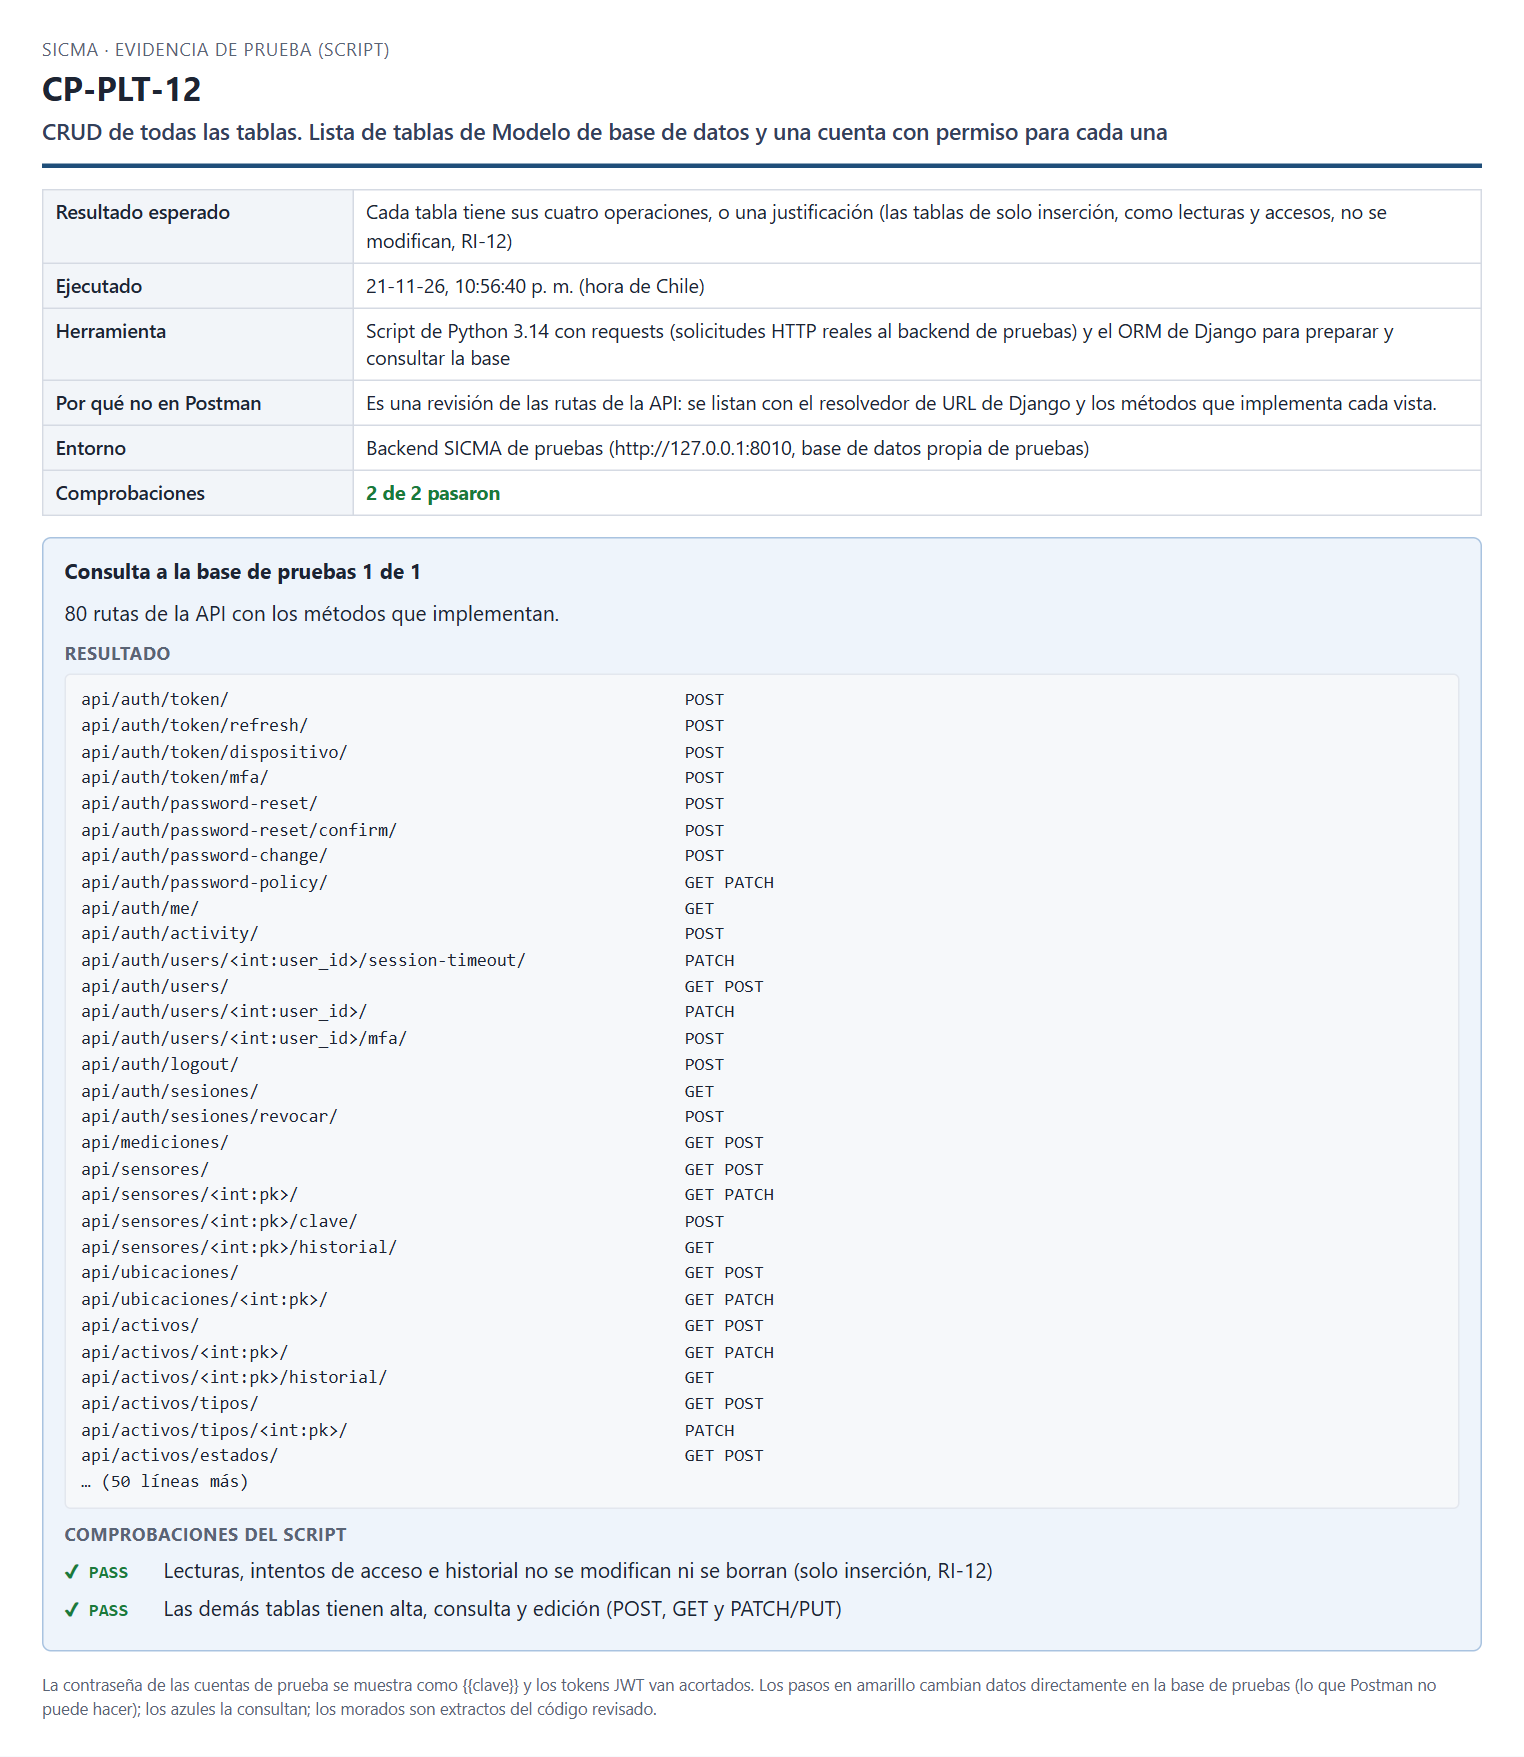 SICMA · EVIDENCIA DE PRUEBA (SCRIPT)
CP-PLT-12
CRUD de todas las tablas. Lista de tablas de Modelo de base de datos y una cuenta con permiso para cada una
Resultado esperado
Cada tabla tiene sus cuatro operaciones, o una justificación (las tablas de solo inserción, como lecturas y accesos, no se
modifican, RI-12)
Ejecutado
21-11-26, 10:56:40 p. m. (hora de Chile)
Herramienta
Script de Python 3.14 con requests (solicitudes HTTP reales al backend de pruebas) y el ORM de Django para preparar y
consultar la base
Por qué no en Postman
Es una revisión de las rutas de la API: se listan con el resolvedor de URL de Django y los métodos que implementa cada vista.
Entorno
Backend SICMA de pruebas (http://127.0.0.1:8010, base de datos propia de pruebas)
Comprobaciones
2 de 2 pasaron
Consulta a la base de pruebas 1 de 1
80 rutas de la API con los métodos que implementan.
RESULTADO
api/auth/token/ POST
api/auth/token/refresh/ POST
api/auth/token/dispositivo/ POST
api/auth/token/mfa/ POST
api/auth/password-reset/ POST
api/auth/password-reset/confirm/ POST
api/auth/password-change/ POST
api/auth/password-policy/ GET PATCH
api/auth/me/ GET
api/auth/activity/ POST
api/auth/users/<int:user_id>/session-timeout/ PATCH
api/auth/users/ GET POST
api/auth/users/<int:user_id>/ PATCH
api/auth/users/<int:user_id>/mfa/ POST
api/auth/logout/ POST
api/auth/sesiones/ GET
api/auth/sesiones/revocar/ POST
api/mediciones/ GET POST
api/sensores/ GET POST
api/sensores/<int:pk>/ GET PATCH
api/sensores/<int:pk>/clave/ POST
api/sensores/<int:pk>/historial/ GET
api/ubicaciones/ GET POST
api/ubicaciones/<int:pk>/ GET PATCH
api/activos/ GET POST
api/activos/<int:pk>/ GET PATCH
api/activos/<int:pk>/historial/ GET
api/activos/tipos/ GET POST
api/activos/tipos/<int:pk>/ PATCH
api/activos/estados/ GET POST
… (50 líneas más)
COMPROBACIONES DEL SCRIPT
✔ PASS Lecturas, intentos de acceso e historial no se modifican ni se borran (solo inserción, RI-12)
✔ PASS Las demás tablas tienen alta, consulta y edición (POST, GET y PATCH/PUT)
La contraseña de las cuentas de prueba se muestra como {{clave}} y los tokens JWT van acortados. Los pasos en amarillo cambian datos directamente en la base de pruebas (lo que Postman no
puede hacer); los azules la consultan; los morados son extractos del código revisado.